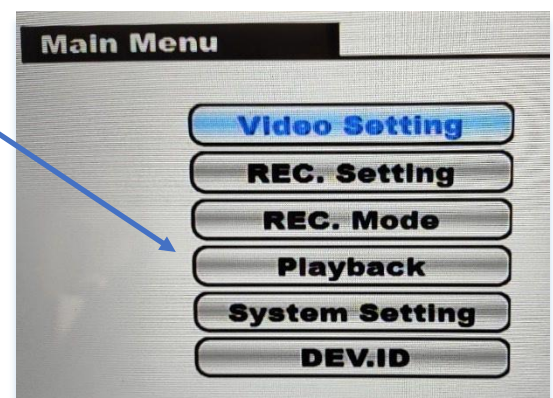 Main Menu
Video Setting
REC. Setting
REC. Mode
Playback
System Setting
DEV.ID